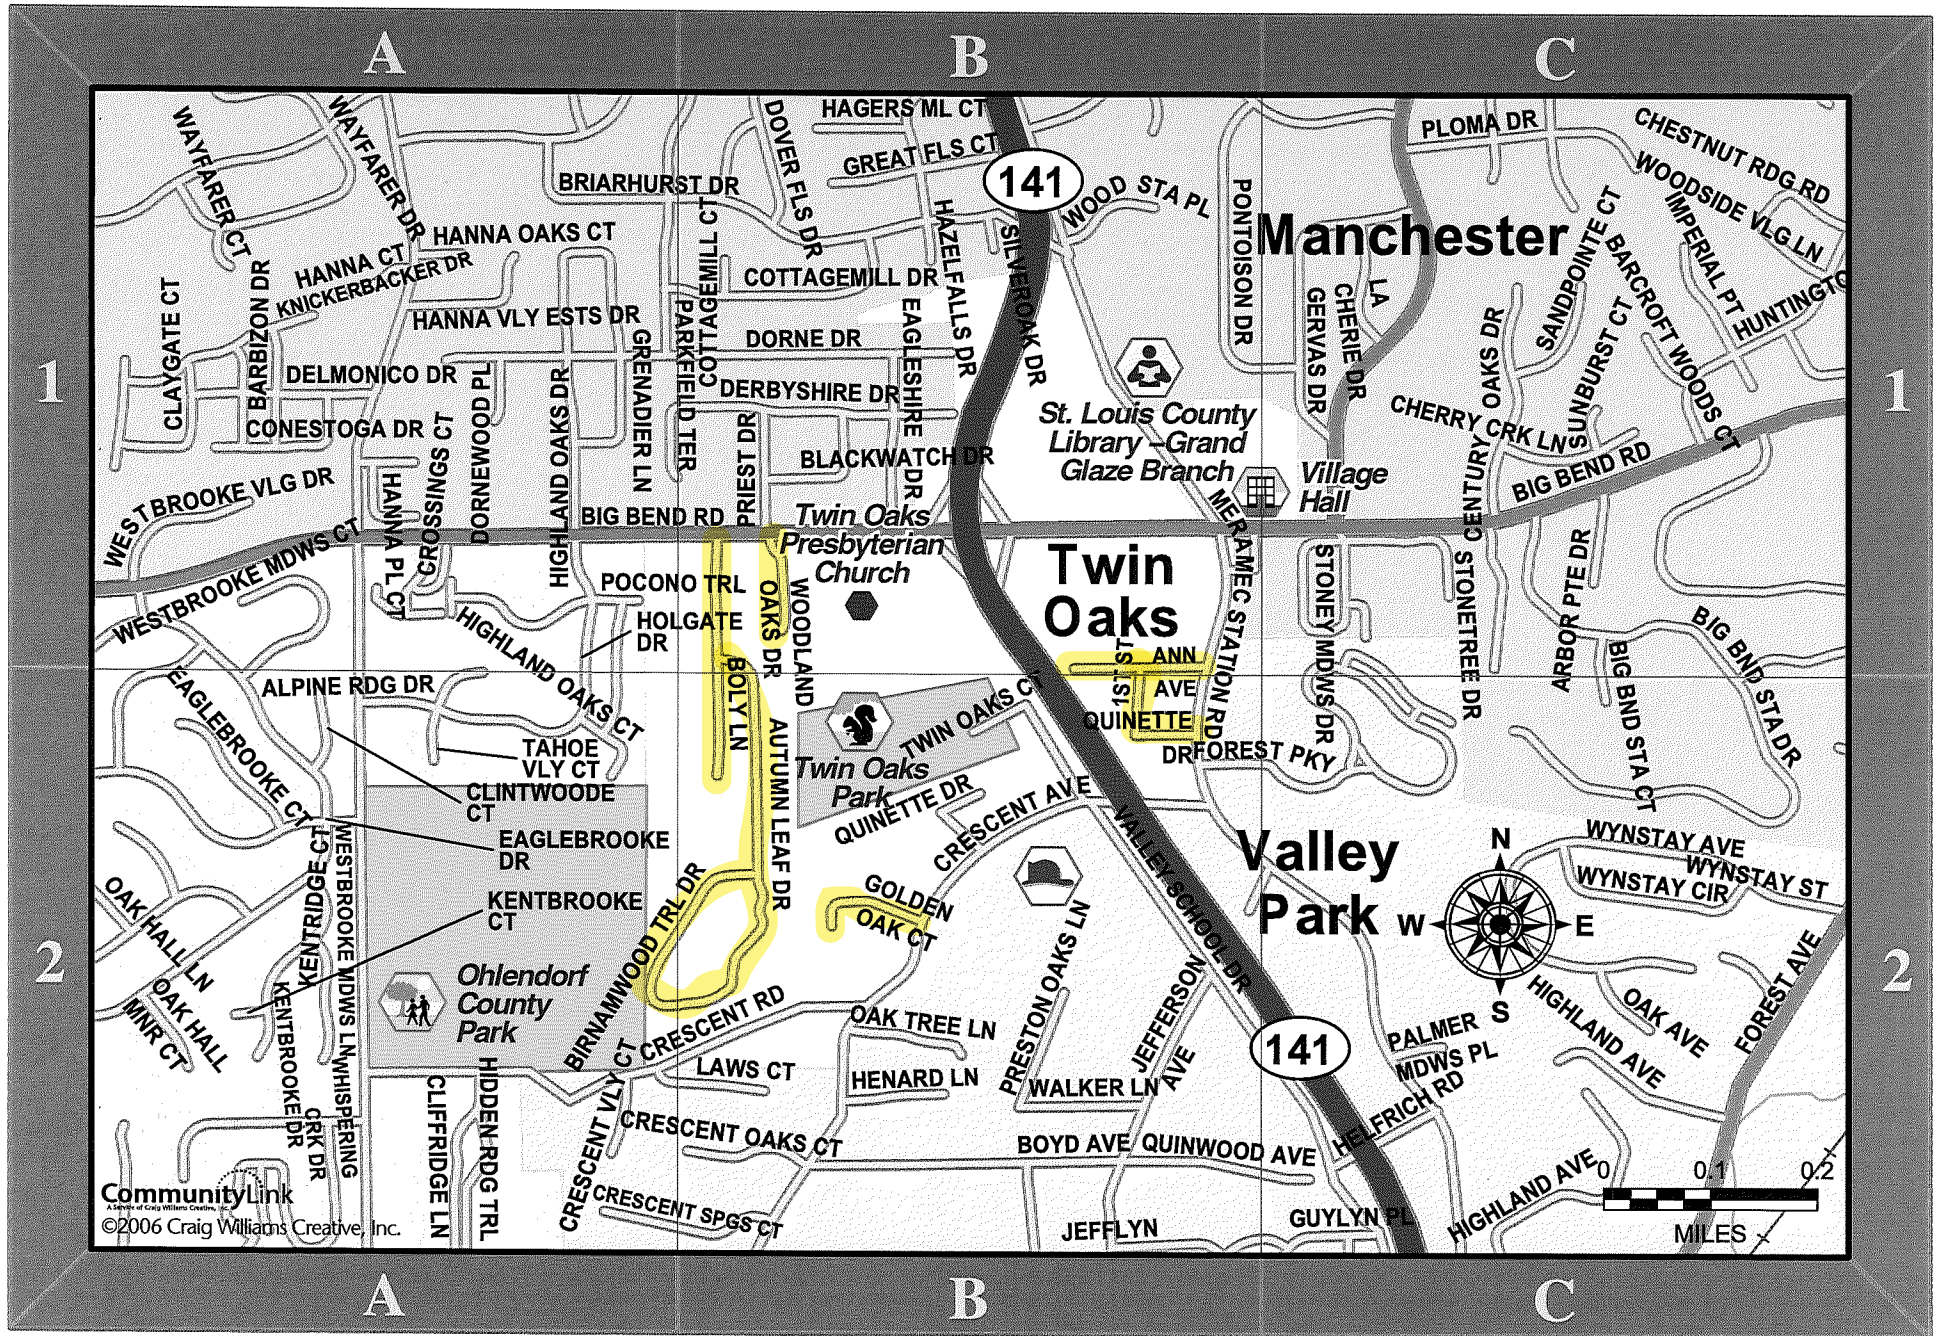 A
B
C
1
1
2
2
A
B
C
WAYFARER CT
WAYFARER DR
DOVER FLS DR
HAGERS ML CT
GREAT FLS CT
141
WOOD STA PL
PLOMA DR
CHESTNUT RDG RD
WOODSIDE VLG LN
BRIARHURST DR
PONTOISON DR
Manchester
IMPERIAL PT
HUNTINGTO
HANNA OAKS CT
HANNA CT
KNICKERBACKER DR
COTTAGEMILL CT
COTTAGEMILL DR
HAZELFALLS DR
SILVEROAK DR
SANDPOINTE CT
BARCROFT WOODS CT
CLAYGATE CT
BARBIZON DR
HANNA VLY ESTS DR
GRENADIER LN
PARKFIELD TER
DORNE DR
EAGLESHIRE DR
GERVAS DR
LA
CHERIE DR
OAKS DR
CENTURY
SUNBURST CT
DELMONICO DR
DORNEWOOD PL
HIGHLAND OAKS DR
DERBYSHIRE DR
PRIEST DR
CONESTOGA DR
CROSSINGS CT
BLACKWATCH DR
St. Louis County
Library –Grand
Glaze Branch
CHERRY CRK LN
BIG BEND RD
Village
Hall
WESTBROOKE VLG DR
HANNA PL CT
BIG BEND RD
Twin Oaks
Presbyterian
Church
WESTBROOKE MDWS CT
POCONO TRL
HOLGATE
DR
OAKS DR
WOODLAND
Twin
Oaks
MERAMEC STATION RD
STONEY MDWS DR
STONETREE DR
ARBOR PTE DR
BIG BND STA DR
BIG BND STA CT
HIGHLAND OAKS CT
EAGLEBROOKE CT
ALPINE RDG DR
BOLY LN
AUTUMN LEAF DR
TWIN OAKS CT
1ST ST
ANN
AVE
QUINETTE
DR
FOREST PKY
TAHOE
VLY CT
CLINTWOODE
CT
EAGLEBROOKE
DR
KENTBROOKE
CT
Twin Oaks
Park
QUINETTE DR
CRESCENT AVE
VALLEY SCHOOL DR
Valley
Park
WYNSTAY AVE
WYNSTAY ST
WYNSTAY CIR
N
W
E
S
OAK HALL LN
OAK HALL
MNR CT
KENTRIDGE CT
WESTBROOKE MDWS LN
KENTBROOKE DR
WHISPERING
CRK DR
Ohlendorf
County
Park
BIRNAMWOOD TRL DR
GOLDEN
OAK CT
CRESCENT RD
OAK TREE LN
PRESTON OAKS LN
JEFFERSON
AVE
141
HIGHLAND AVE
OAK AVE
FOREST AVE
PALMER
MDWS PL
HELFRICH RD
LAWS CT
HENARD LN
WALKER LN
CLIFFRIDGE LN
HIDDEN RDG TRL
CRESCENT VLY CT
CRESCENT OAKS CT
BOYD AVE
QUINWOOD AVE
CRESCENT SPGS CT
JEFFLYN
GUYLYN PL
HIGHLAND AVE
0 0.1 0.2
MILES
CommunityLink
A Service of Craig Williams Creative, Inc.
©2006 Craig Williams Creative, Inc.